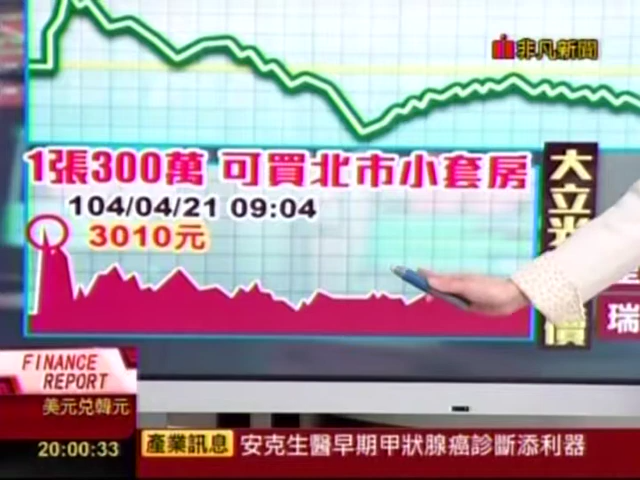 非凡新聞
1張300萬 可買北市小套房
104/04/21 09:04
3010元
大立光
價
瑞
FINANCE
REPORT
美元兌韓元
20:00:33
產業訊息 安克生醫早期甲狀腺癌診斷添利器